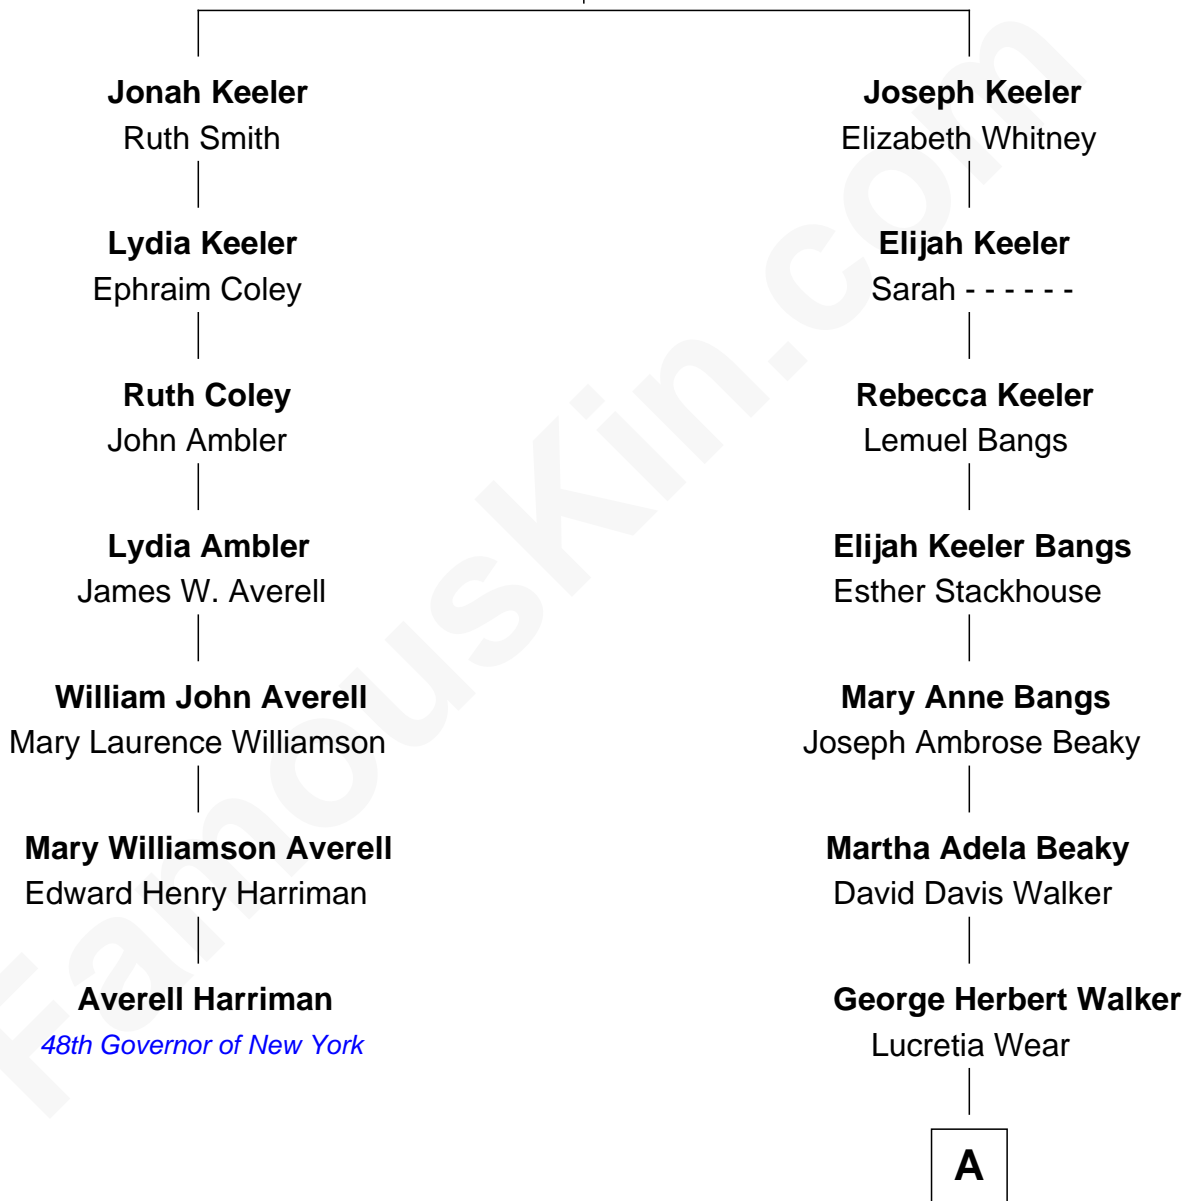 Jonah Keeler
Ruth Smith
Joseph Keeler
Elizabeth Whitney
Lydia Keeler
Ephraim Coley
Elijah Keeler
Sarah - - - - - -
Ruth Coley
John Ambler
Rebecca Keeler
Lemuel Bangs
Lydia Ambler
James W. Averell
Elijah Keeler Bangs
Esther Stackhouse
William John Averell
Mary Laurence Williamson
Mary Anne Bangs
Joseph Ambrose Beaky
Mary Williamson Averell
Edward Henry Harriman
Martha Adela Beaky
David Davis Walker
Averell Harriman
48th Governor of New York
George Herbert Walker
Lucretia Wear
A
FamousKin.com